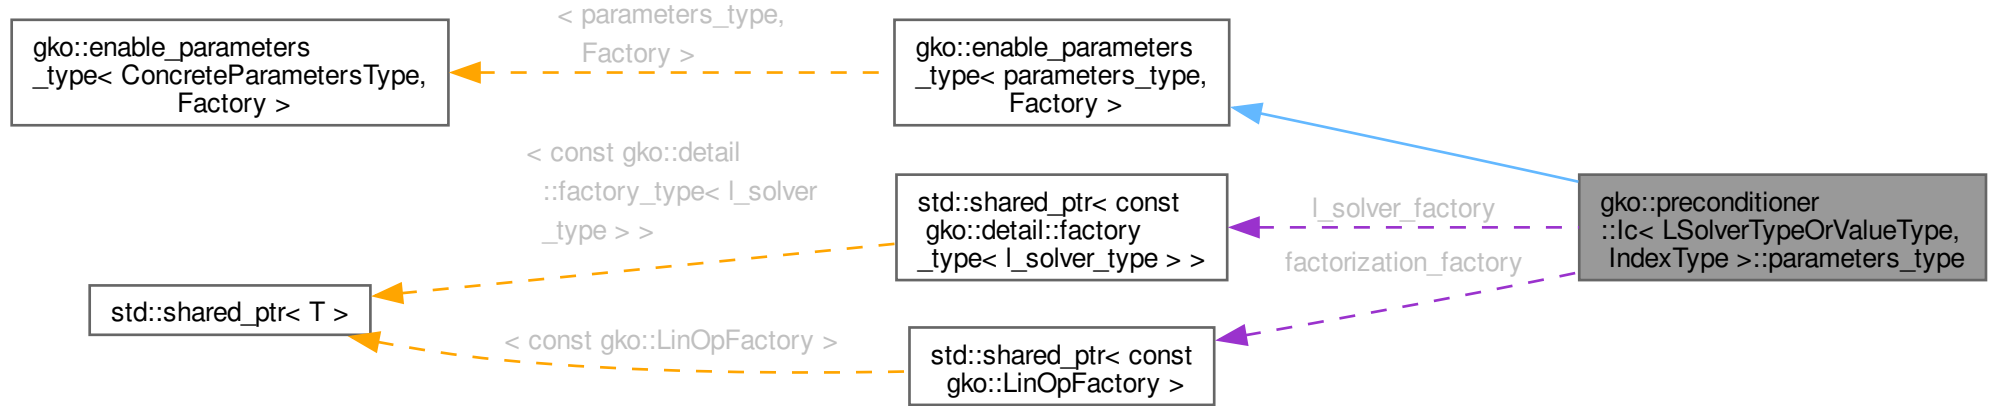 gko::enable_parameters
_type< ConcreteParametersType,
Factory >
< parameters_type,
Factory >
gko::enable_parameters
_type< parameters_type,
Factory >
< const gko::detail
::factory_type< l_solver
_type > >
std::shared_ptr< const
gko::detail::factory
_type< l_solver_type > >
l_solver_factory
factorization_factory
gko::preconditioner
::Ic< LSolverTypeOrValueType,
IndexType >::parameters_type
std::shared_ptr< T >
< const gko::LinOpFactory >
std::shared_ptr< const
gko::LinOpFactory >